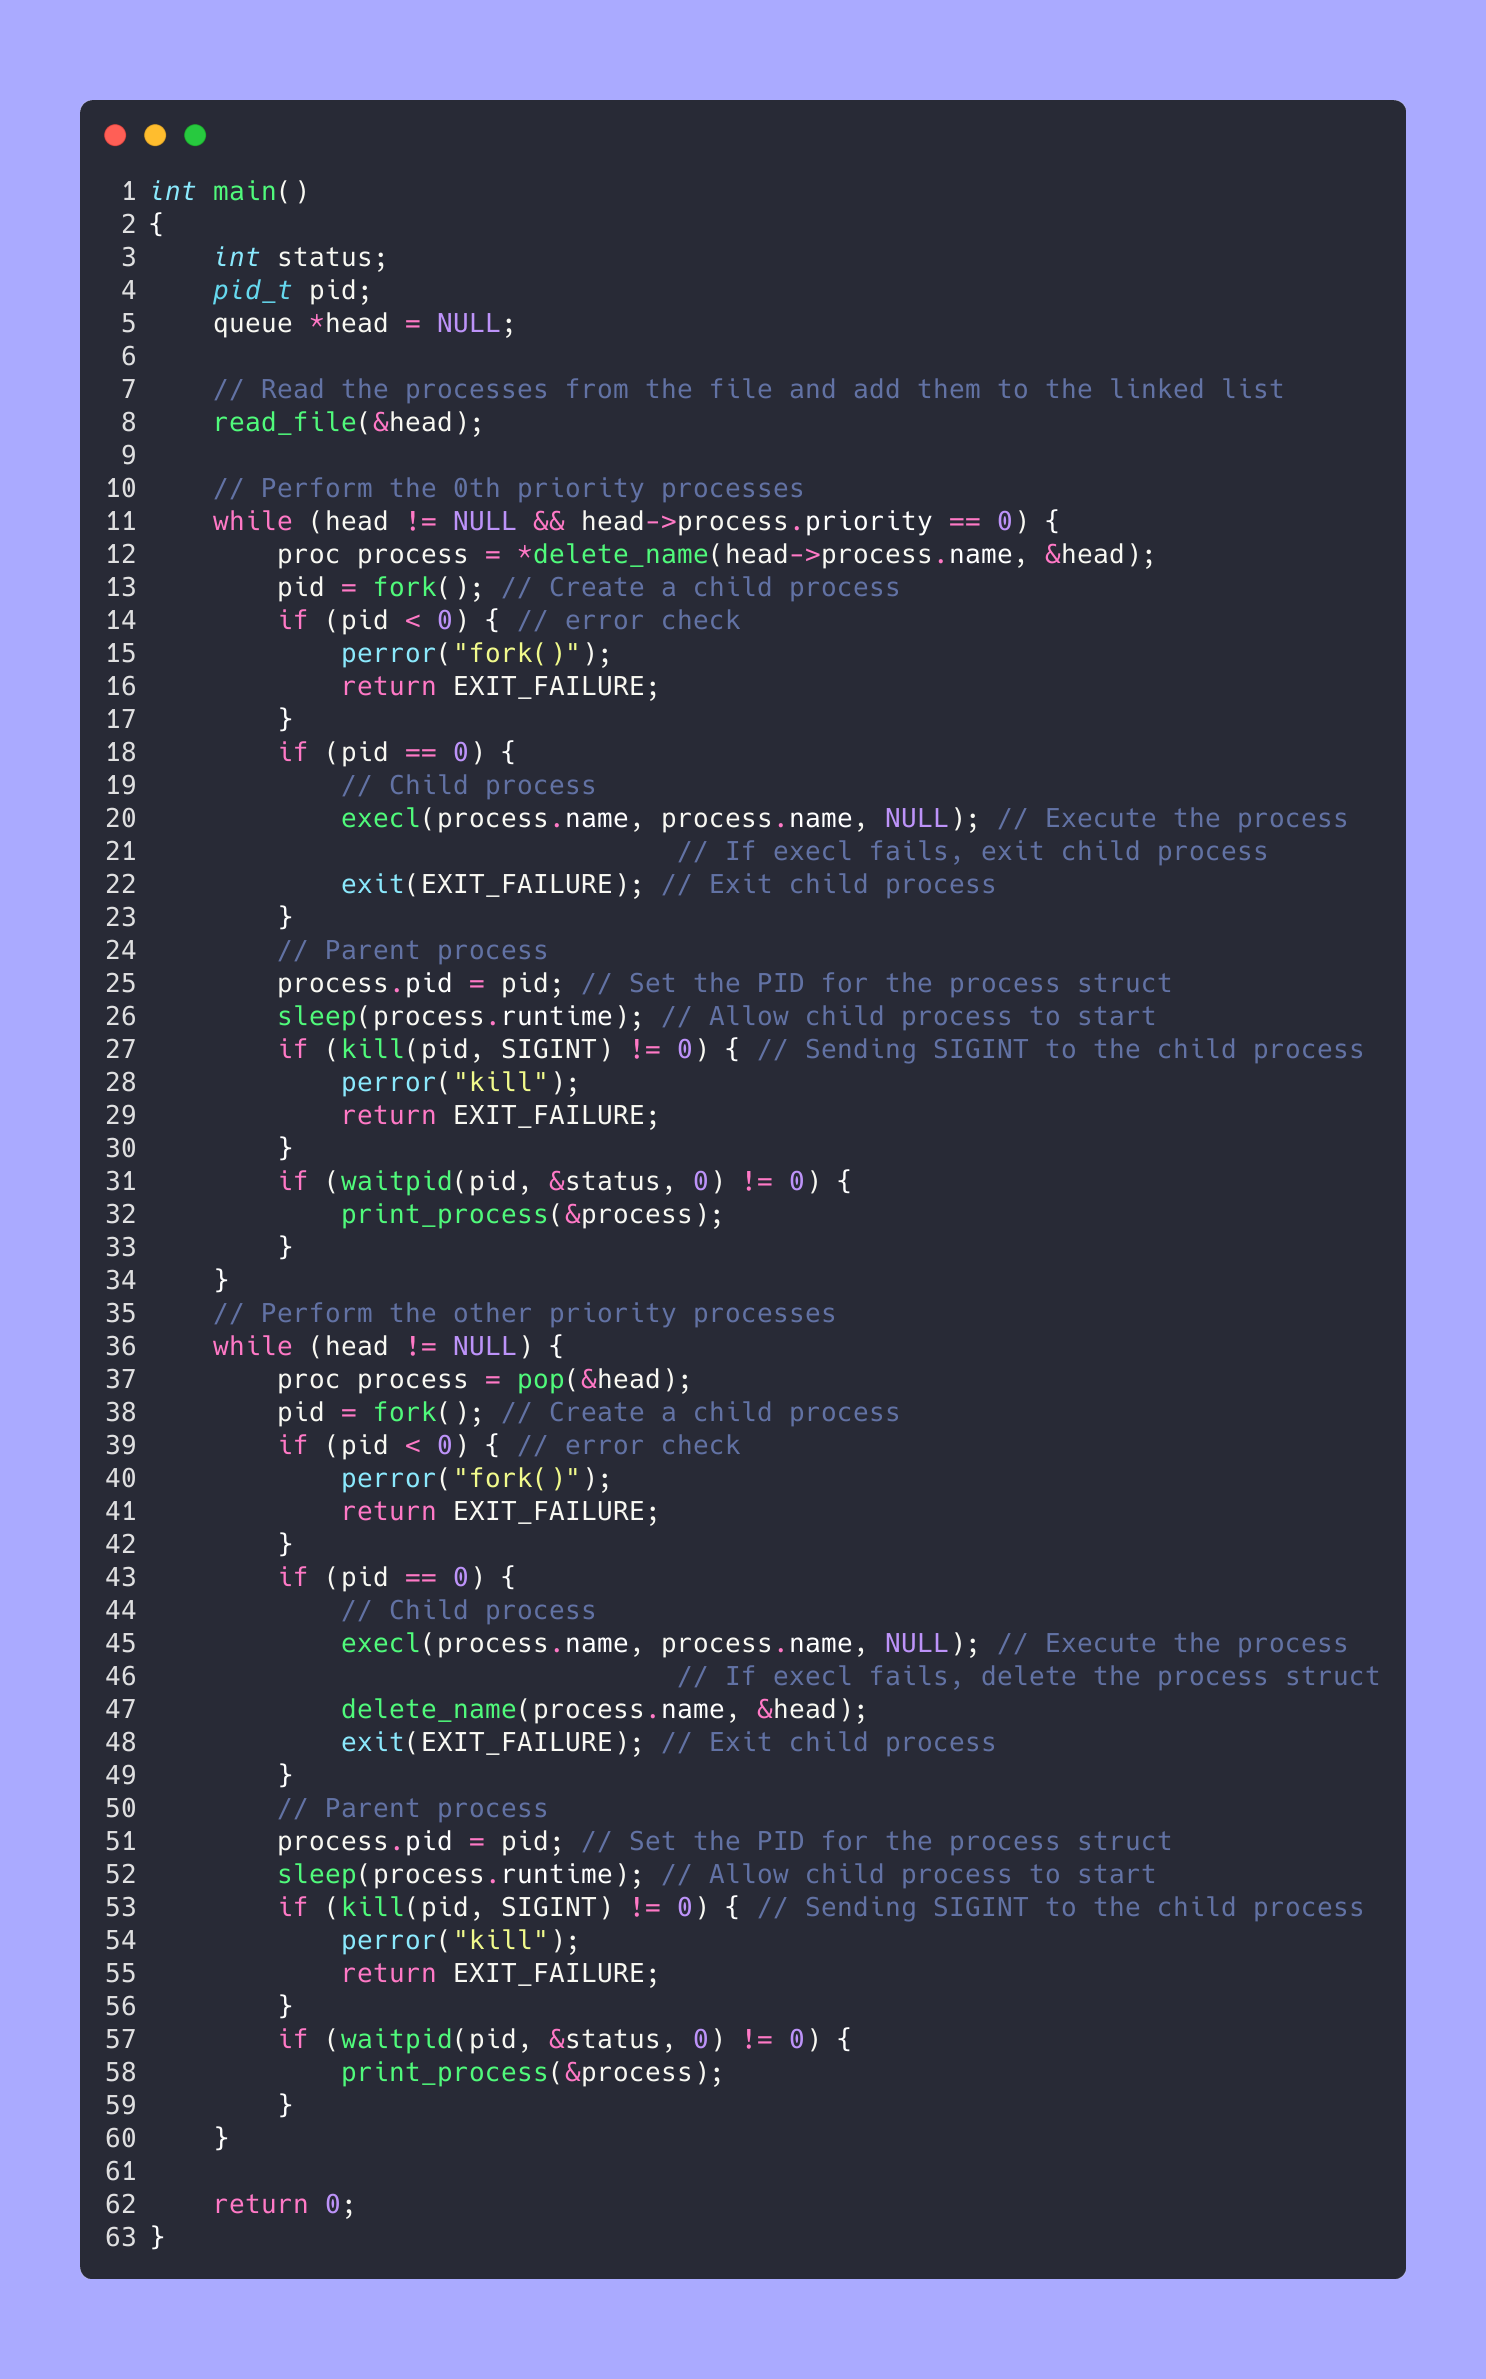 1 int main()
2 {
3     int status;
4     pid_t pid;
5     queue *head = NULL;
6
7     // Read the processes from the file and add them to the linked list
8     read_file(&head);
9
10     // Perform the 0th priority processes
11     while (head != NULL && head->process.priority == 0) {
12         proc process = *delete_name(head->process.name, &head);
13         pid = fork(); // Create a child process
14         if (pid < 0) { // error check
15             perror("fork()");
16             return EXIT_FAILURE;
17         }
18         if (pid == 0) {
19             // Child process
20             execl(process.name, process.name, NULL); // Execute the process
21                                  // If execl fails, exit child process
22             exit(EXIT_FAILURE); // Exit child process
23         }
24         // Parent process
25         process.pid = pid; // Set the PID for the process struct
26         sleep(process.runtime); // Allow child process to start
27         if (kill(pid, SIGINT) != 0) { // Sending SIGINT to the child process
28             perror("kill");
29             return EXIT_FAILURE;
30         }
31         if (waitpid(pid, &status, 0) != 0) {
32             print_process(&process);
33         }
34     }
35     // Perform the other priority processes
36     while (head != NULL) {
37         proc process = pop(&head);
38         pid = fork(); // Create a child process
39         if (pid < 0) { // error check
40             perror("fork()");
41             return EXIT_FAILURE;
42         }
43         if (pid == 0) {
44             // Child process
45             execl(process.name, process.name, NULL); // Execute the process
46                                  // If execl fails, delete the process struct
47             delete_name(process.name, &head);
48             exit(EXIT_FAILURE); // Exit child process
49         }
50         // Parent process
51         process.pid = pid; // Set the PID for the process struct
52         sleep(process.runtime); // Allow child process to start
53         if (kill(pid, SIGINT) != 0) { // Sending SIGINT to the child process
54             perror("kill");
55             return EXIT_FAILURE;
56         }
57         if (waitpid(pid, &status, 0) != 0) {
58             print_process(&process);
59         }
60     }
61
62     return 0;
63 }